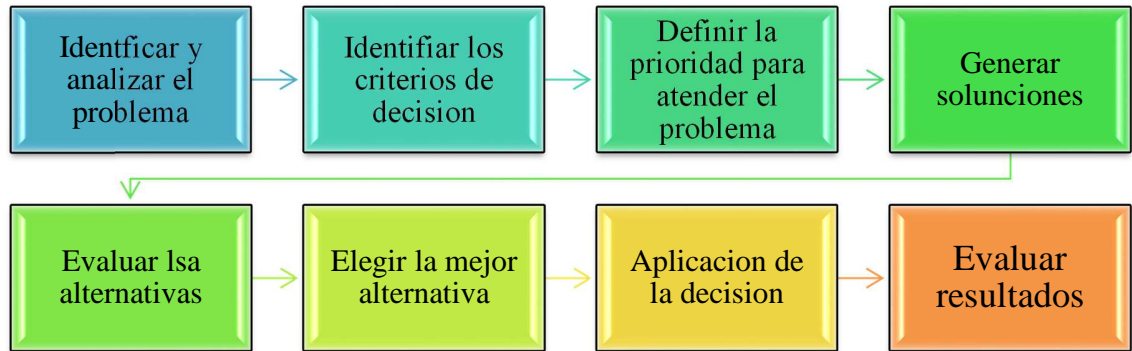 Identficar y
analizar el
problema
Identifiar los
criterios de
decision
Definir la
prioridad para
atender el
problema
Generar
solunciones
Evaluar lsa
alternativas
Elegir la mejor
alternativa
Aplicacion de
la decision
Evaluar
resultados